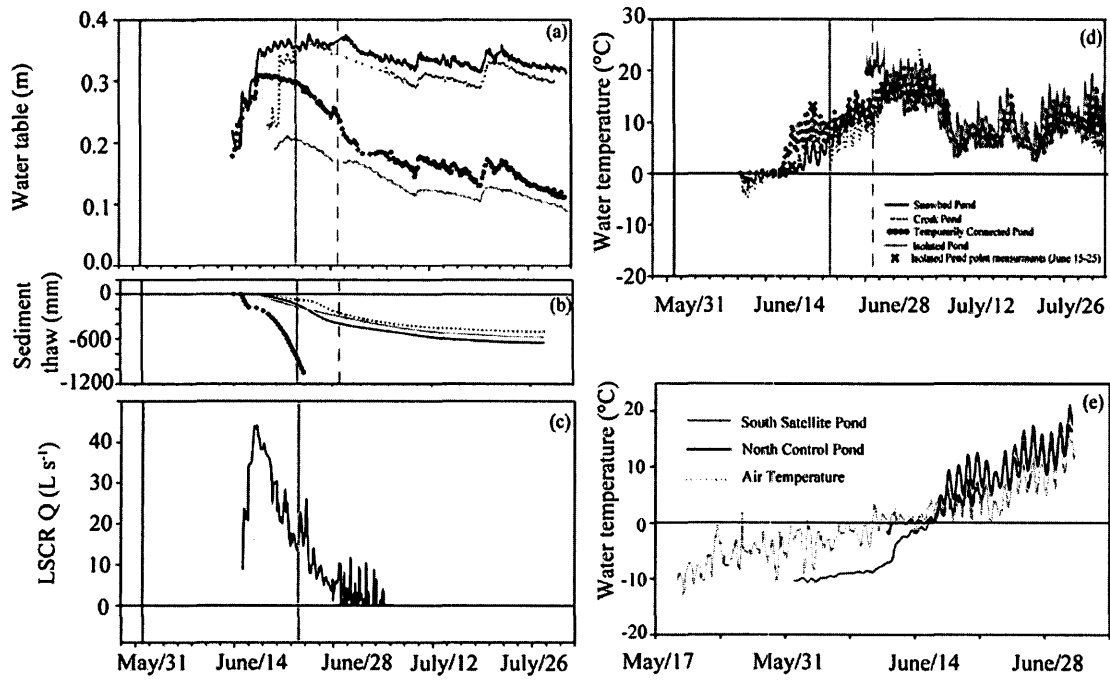 (a)
Water table (m)
0.4
0.3
0.2
0.1
0.0
(b)
Sediment
thaw (mm)
0
-600
-1200
(c)
LSCR Q (L s⁻¹)
40
30
20
10
0
May/31 June/14 June/28 July/12 July/26
(d)
Water temperature (°C)
30
20
10
0
-10
-20
Snowbed Pond
Creek Pond
Temporarily Connected Pond
Isolated Pond
Isolated Pond point measurments (June 15-25)
May/31 June/14 June/28 July/12 July/26
(e)
Water temperature (°C)
20
10
0
-10
-20
South Satellite Pond
North Control Pond
Air Temperature
May/17 May/31 June/14 June/28